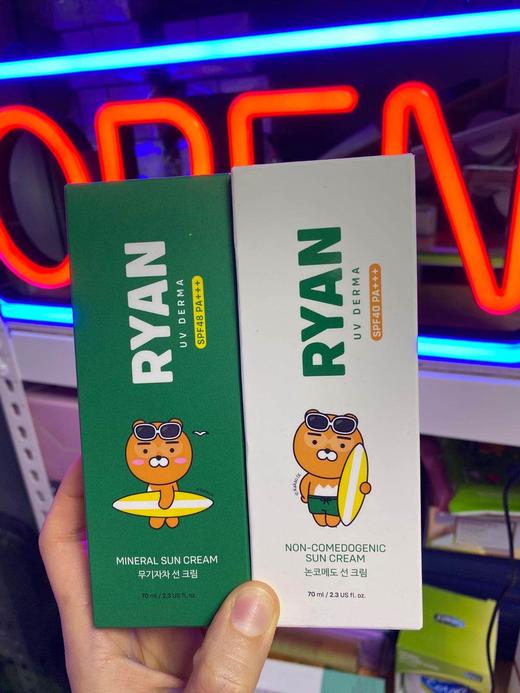 OPEN
RYAN
UV DERMA
SPF48 PA+++
MINERAL SUN CREAM
무기자차 선 크림
70 ml / 2.3 US fl. oz.
RYAN
UV DERMA
SPF40 PA+++
NON-COMEDOGENIC
SUN CREAM
논코메도 선 크림
70 ml / 2.3 US fl. oz.